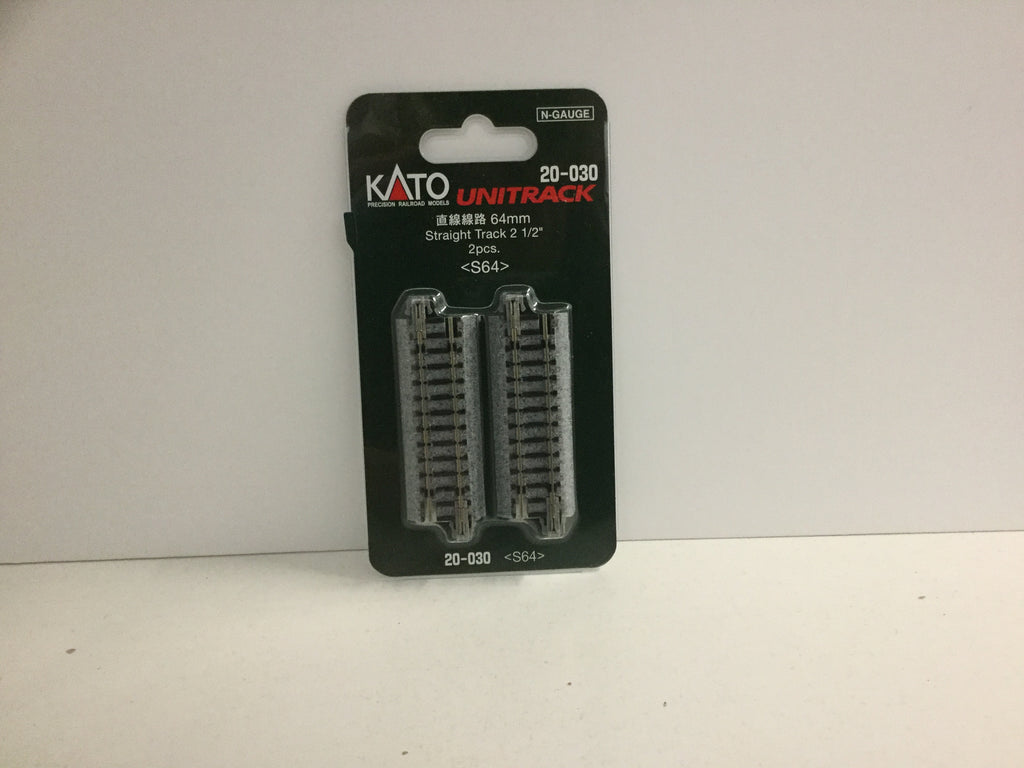 N-GAUGE
20-030
KATO
PRECISION RAILROAD MODELS
UNITRACK
直線線路 64mm
Straight Track 2 1/2"
2pcs.
<S64>
20-030 <S64>